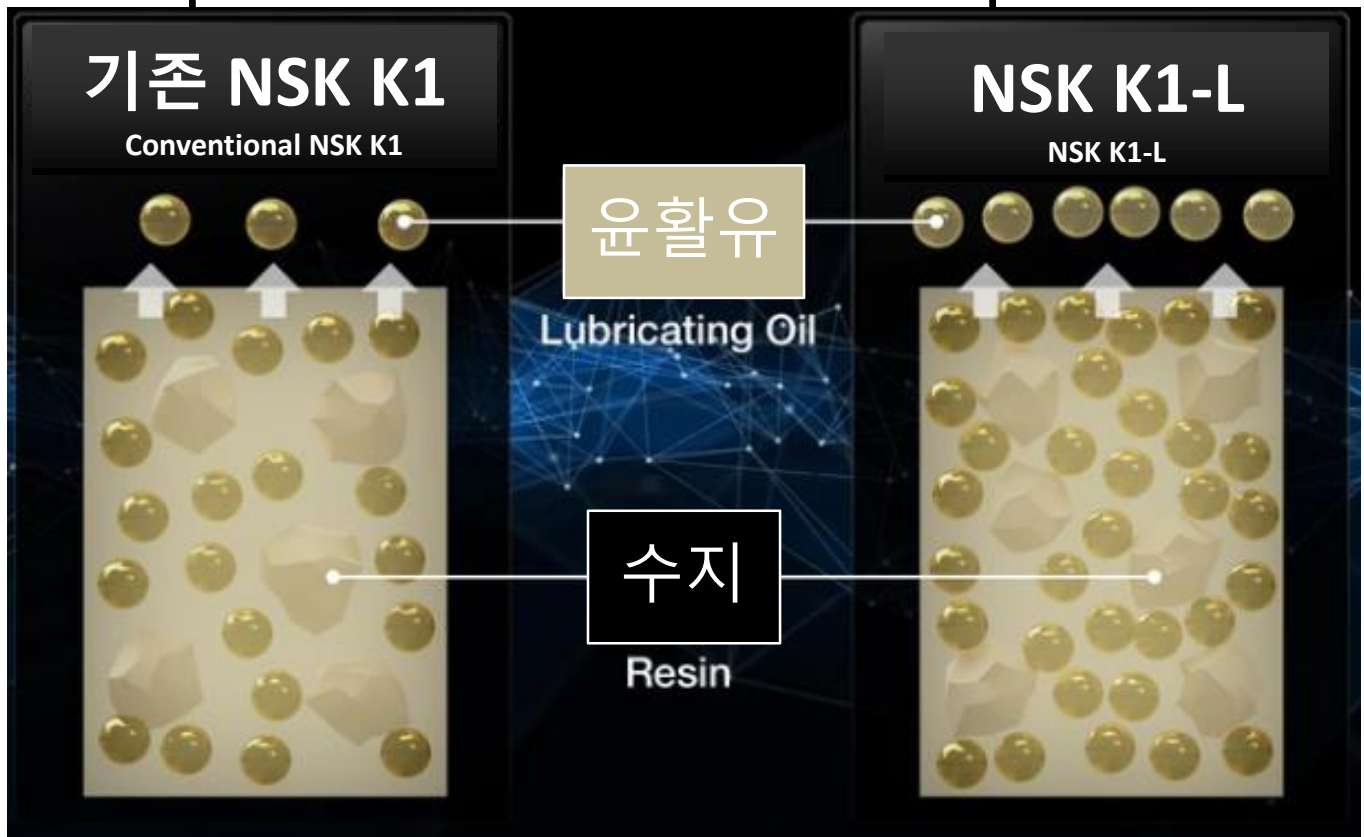 기존 NSK K1
Conventional NSK K1
NSK K1-L
NSK K1-L
윤활유
Lubricating Oil
수지
Resin